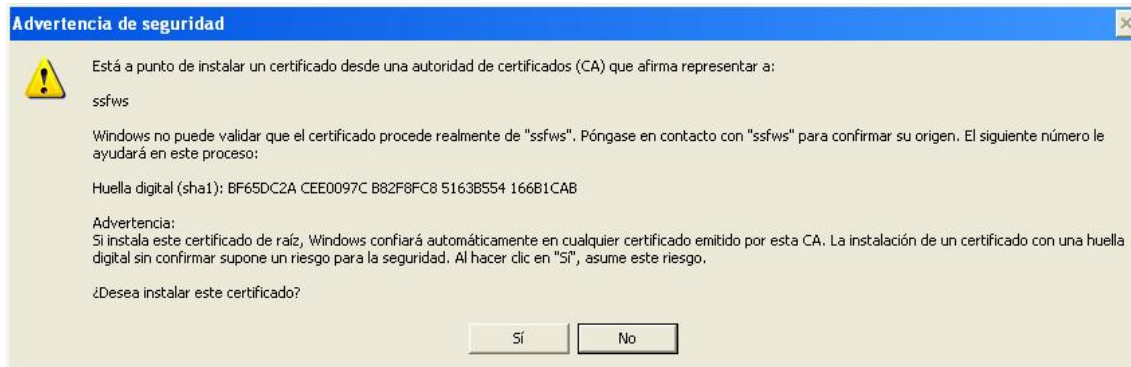 Advertencia de seguridad
Está a punto de instalar un certificado desde una autoridad de certificados (CA) que afirma representar a:
ssfws
Windows no puede validar que el certificado procede realmente de "ssfws". Póngase en contacto con "ssfws" para confirmar su origen. El siguiente número le
ayudará en este proceso:
Huella digital (sha1): BF65DC2A CEE0097C B82F8FC8 5163B554 166B1CAB
Advertencia:
Si instala este certificado de raíz, Windows confiará automáticamente en cualquier certificado emitido por esta CA. La instalación de un certificado con una huella
digital sin confirmar supone un riesgo para la seguridad. Al hacer clic en "Sí", asume este riesgo.
¿Desea instalar este certificado?
Sí No